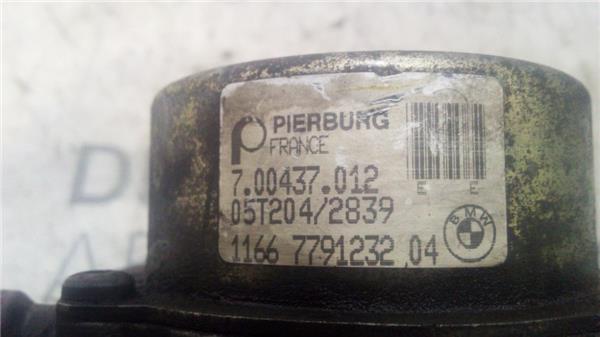 PIERBURG
FRANCE
7.00437.012
E E
05T204/2839
BMW
1166 7791232 04